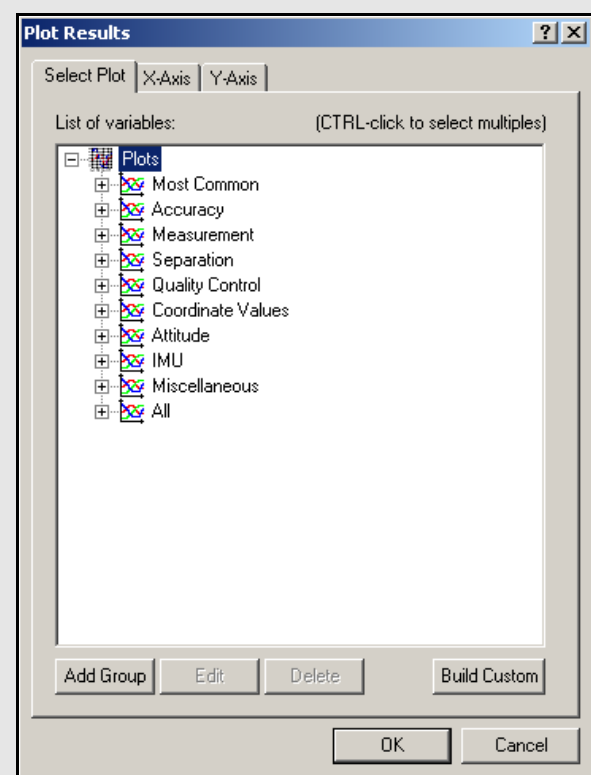 Plot Results
Select Plot X-Axis Y-Axis
List of variables: (CTRL-click to select multiples)
Plots
Most Common
Accuracy
Measurement
Separation
Quality Control
Coordinate Values
Attitude
IMU
Miscellaneous
All
Add Group Edit Delete Build Custom
OK Cancel